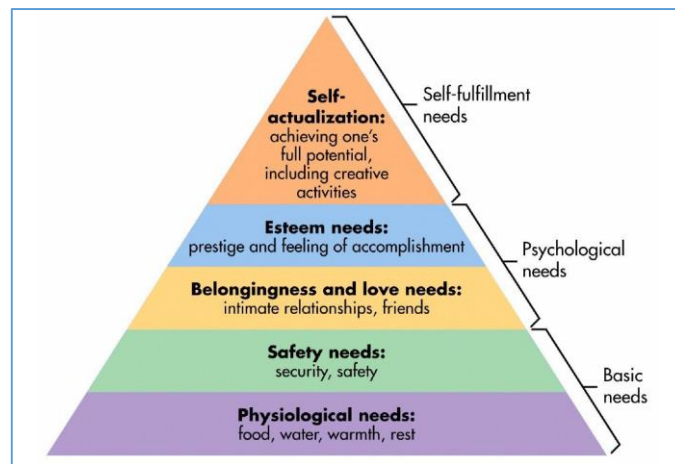 Self-
actualization:
achieving one's
full potential,
including creative
activities
Self-fulfillment
needs
Esteem needs:
prestige and feeling of accomplishment
Psychological
needs
Belongingness and love needs:
intimate relationships, friends
Safety needs:
security, safety
Basic
needs
Physiological needs:
food, water, warmth, rest